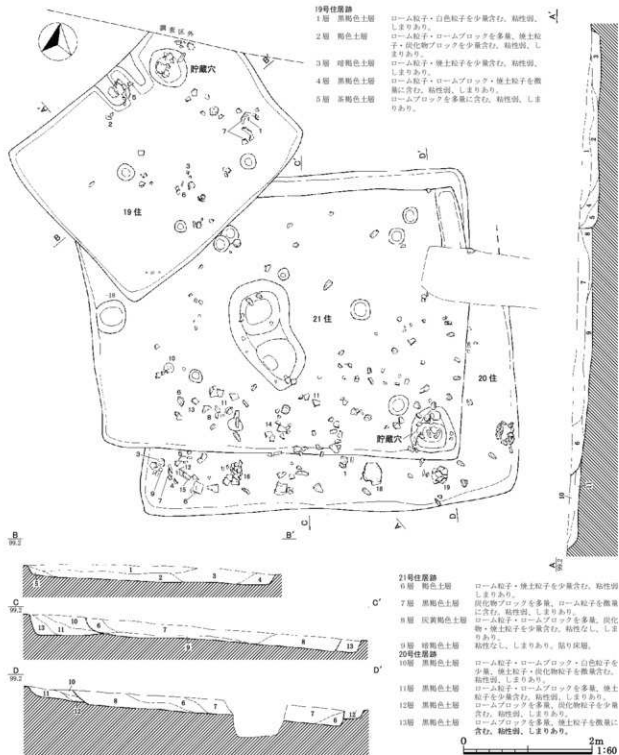 19号住居跡
1層 黒褐色土層 ローム粒子・白色粒子を少量含む、粘性弱、しまりあり。
2層 褐色土層 ローム粒子・ロームブロックを多量、焼土粒子・炭化物ブロックを少量含む、粘性弱、しまりあり。
3層 暗褐色土層 ローム粒子・焼土粒子を少量含む、粘性弱、しまりあり。
4層 黒褐色土層 ローム粒子・ロームブロック・焼土粒子を微量に含む、粘性弱、しまりあり。
5層 茶褐色土層 ロームブロックを多量に含む、粘性弱、しまりあり。
調査区外
貯蔵穴
19住
21住
20住
貯蔵穴
A'
B'
C'
D'
B
B'
C
A
D
B
99.2
C
C'
99.2
D
D'
99.2
A
99.2
21号住居跡
6層 褐色土層 ローム粒子・焼土粒子を少量含む、粘性弱、しまりあり。
7層 黒褐色土層 炭化物ブロックを多量、ローム粒子を微量に含む、粘性弱、しまりあり。
8層 灰黄褐色土層 ローム粒子・ロームブロックを多量、炭化物・焼土粒子を少量含む、粘性なし、しまりあり。
9層 暗褐色土層 粘性なし、しまりあり。貼り床層。
20号住居跡
10層 黒褐色土層 ローム粒子・ロームブロック・白色粒子を少量、焼土粒子・炭化物粒子を微量含む、粘性弱、しまりあり。
11層 黒褐色土層 ローム粒子・ロームブロックを多量、焼土粒子を少量含む、粘性弱、しまりあり。
12層 黒褐色土層 ロームブロックを多量、炭化物粒子を少量含む、粘性弱、しまりあり。
13層 黒褐色土層 ロームブロックを多量、焼土粒子を微量に含む、粘性弱、しまりあり。
0 2m
1:60